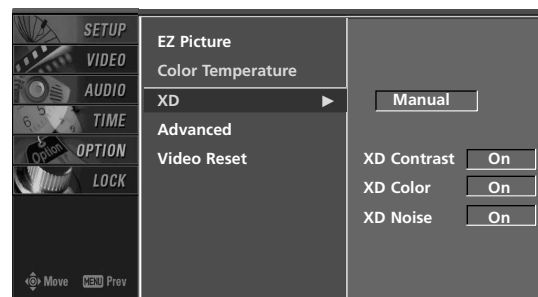 SETUP
VIDEO
AUDIO
TIME
OPTION
LOCK
Move MENU Prev
EZ Picture
Color Temperature
XD ▶
Advanced
Video Reset
Manual
XD Contrast On
XD Color On
XD Noise On